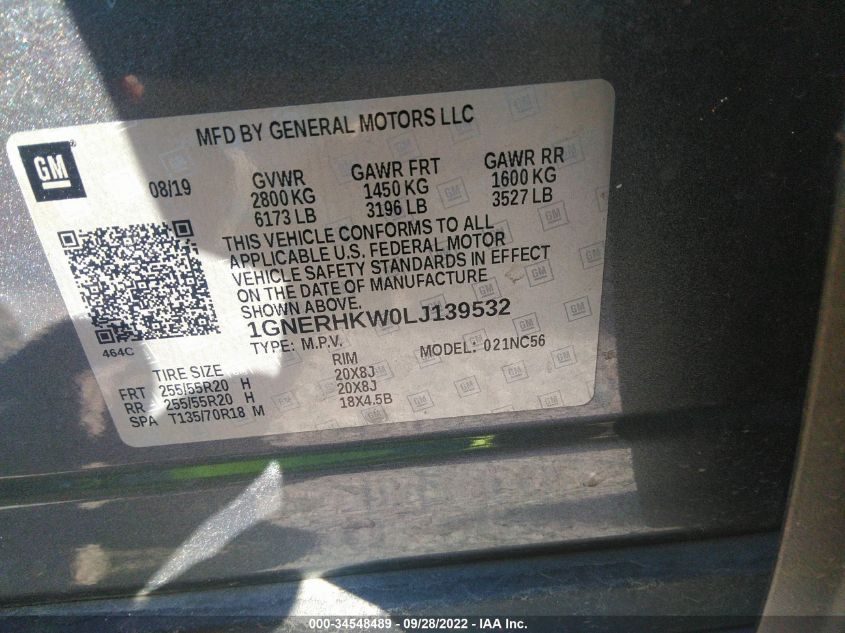 MFD BY GENERAL MOTORS LLC
GM
08/19
GVWR GAWR FRT GAWR RR
2800 KG 1450 KG 1600 KG
6173 LB 3196 LB 3527 LB
THIS VEHICLE CONFORMS TO ALL
APPLICABLE U.S. FEDERAL MOTOR
VEHICLE SAFETY STANDARDS IN EFFECT
ON THE DATE OF MANUFACTURE
SHOWN ABOVE.
1GNERHKW0LJ139532
TYPE: M.P.V. MODEL: 021NC56
464C
TIRE SIZE RIM
FRT 255/55R20 H 20X8J
RR 255/55R20 H 20X8J
SPA T135/70R18 M 18X4.5B
000-34548489 - 09/28/2022 - IAA Inc.